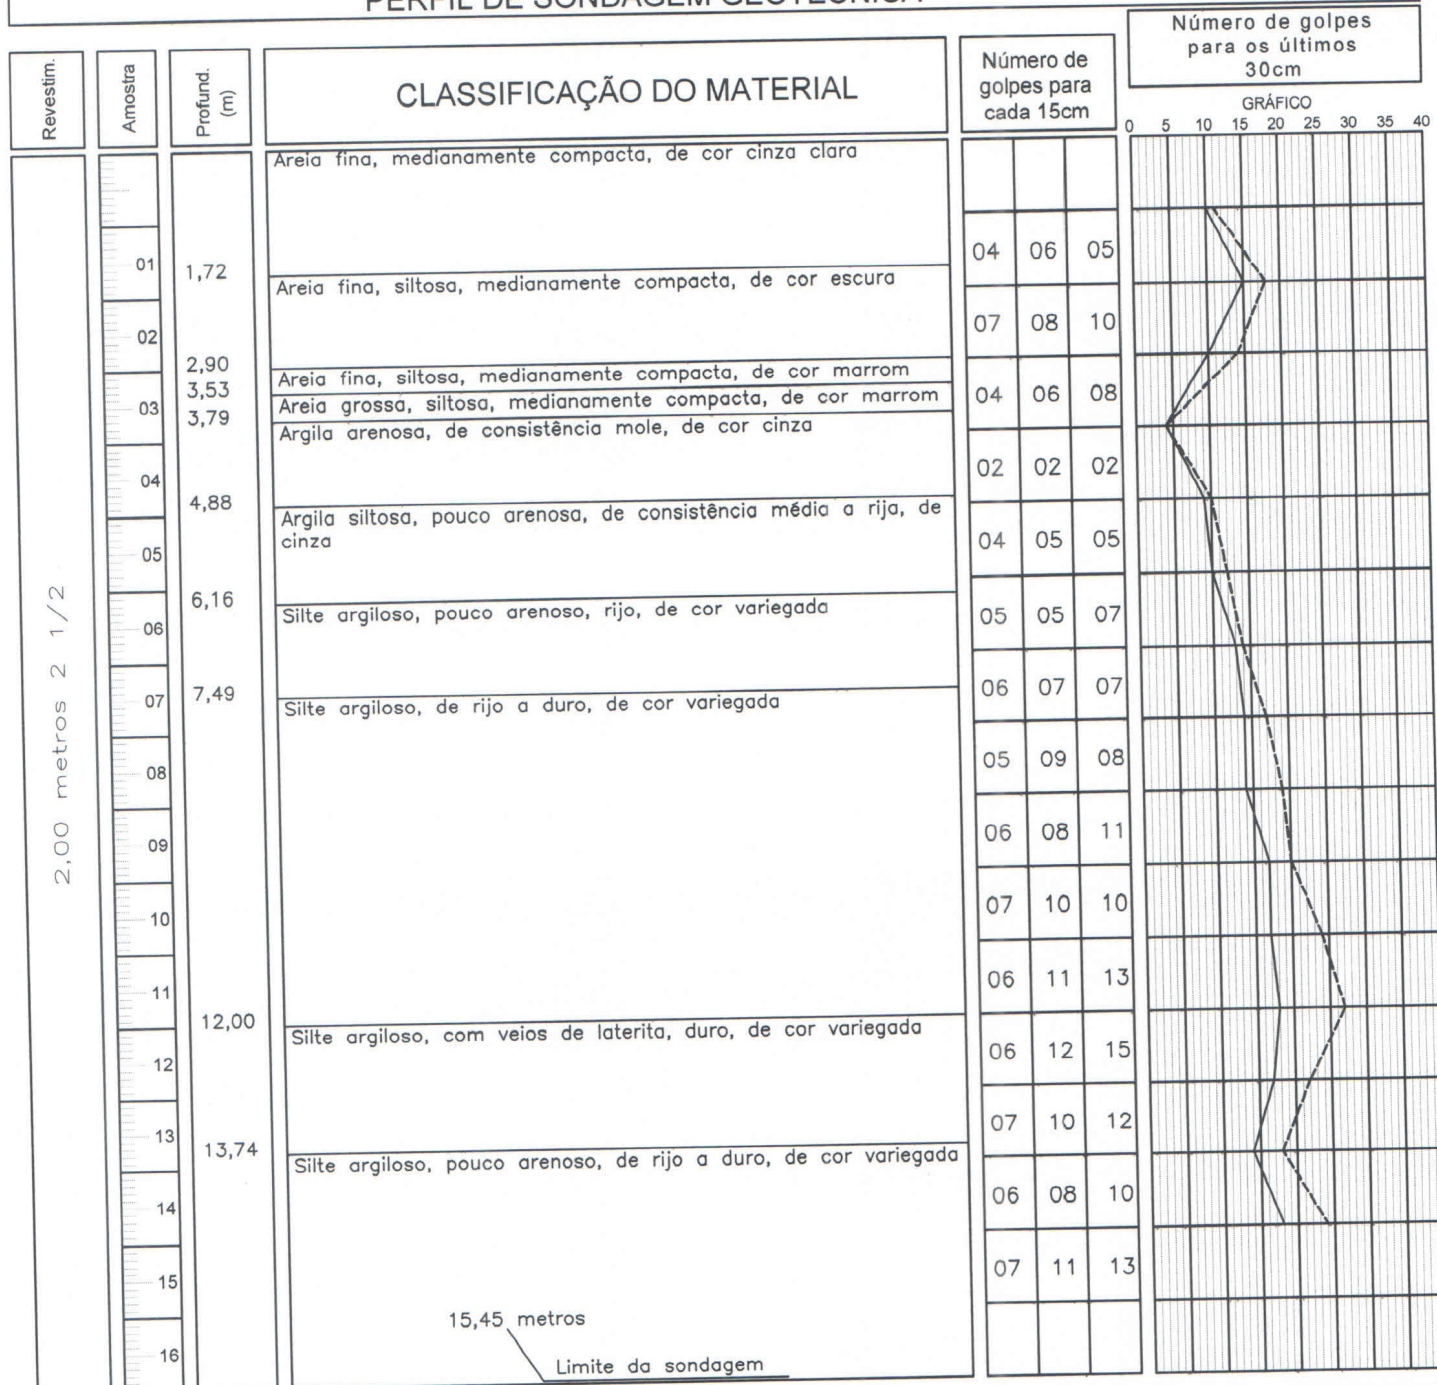 PERFIL DE SONDAGEM GEOTÉCNICA
Revestim.
Amostra
Profund.
(m)
CLASSIFICAÇÃO DO MATERIAL
Número de
golpes para
cada 15cm
Número de golpes
para os últimos
30cm
GRÁFICO
0 5 10 15 20 25 30 35 40
2,00 metros 2 1/2
Areia fina, medianamente compacta, de cor cinza clara
01 1,72 04 06 05
Areia fina, siltosa, medianamente compacta, de cor escura
02 07 08 10
2,90
Areia fina, siltosa, medianamente compacta, de cor marrom
3,53
03 04 06 08
Areia grossa, siltosa, medianamente compacta, de cor marrom
3,79
Argila arenosa, de consistência mole, de cor cinza
04 02 02 02
4,88
Argila siltosa, pouco arenosa, de consistência média a rija, de
cinza
05 04 05 05
6,16
Silte argiloso, pouco arenoso, rijo, de cor variegada
06 05 05 07
07 7,49 06 07 07
Silte argiloso, de rijo a duro, de cor variegada
08 05 09 08
09 06 08 11
10 07 10 10
11 06 11 13
12,00
Silte argiloso, com veios de laterita, duro, de cor variegada
12 06 12 15
13 07 10 12
13,74
Silte argiloso, pouco arenoso, de rijo a duro, de cor variegada
14 06 08 10
15 07 11 13
15,45 metros
16
Limite da sondagem